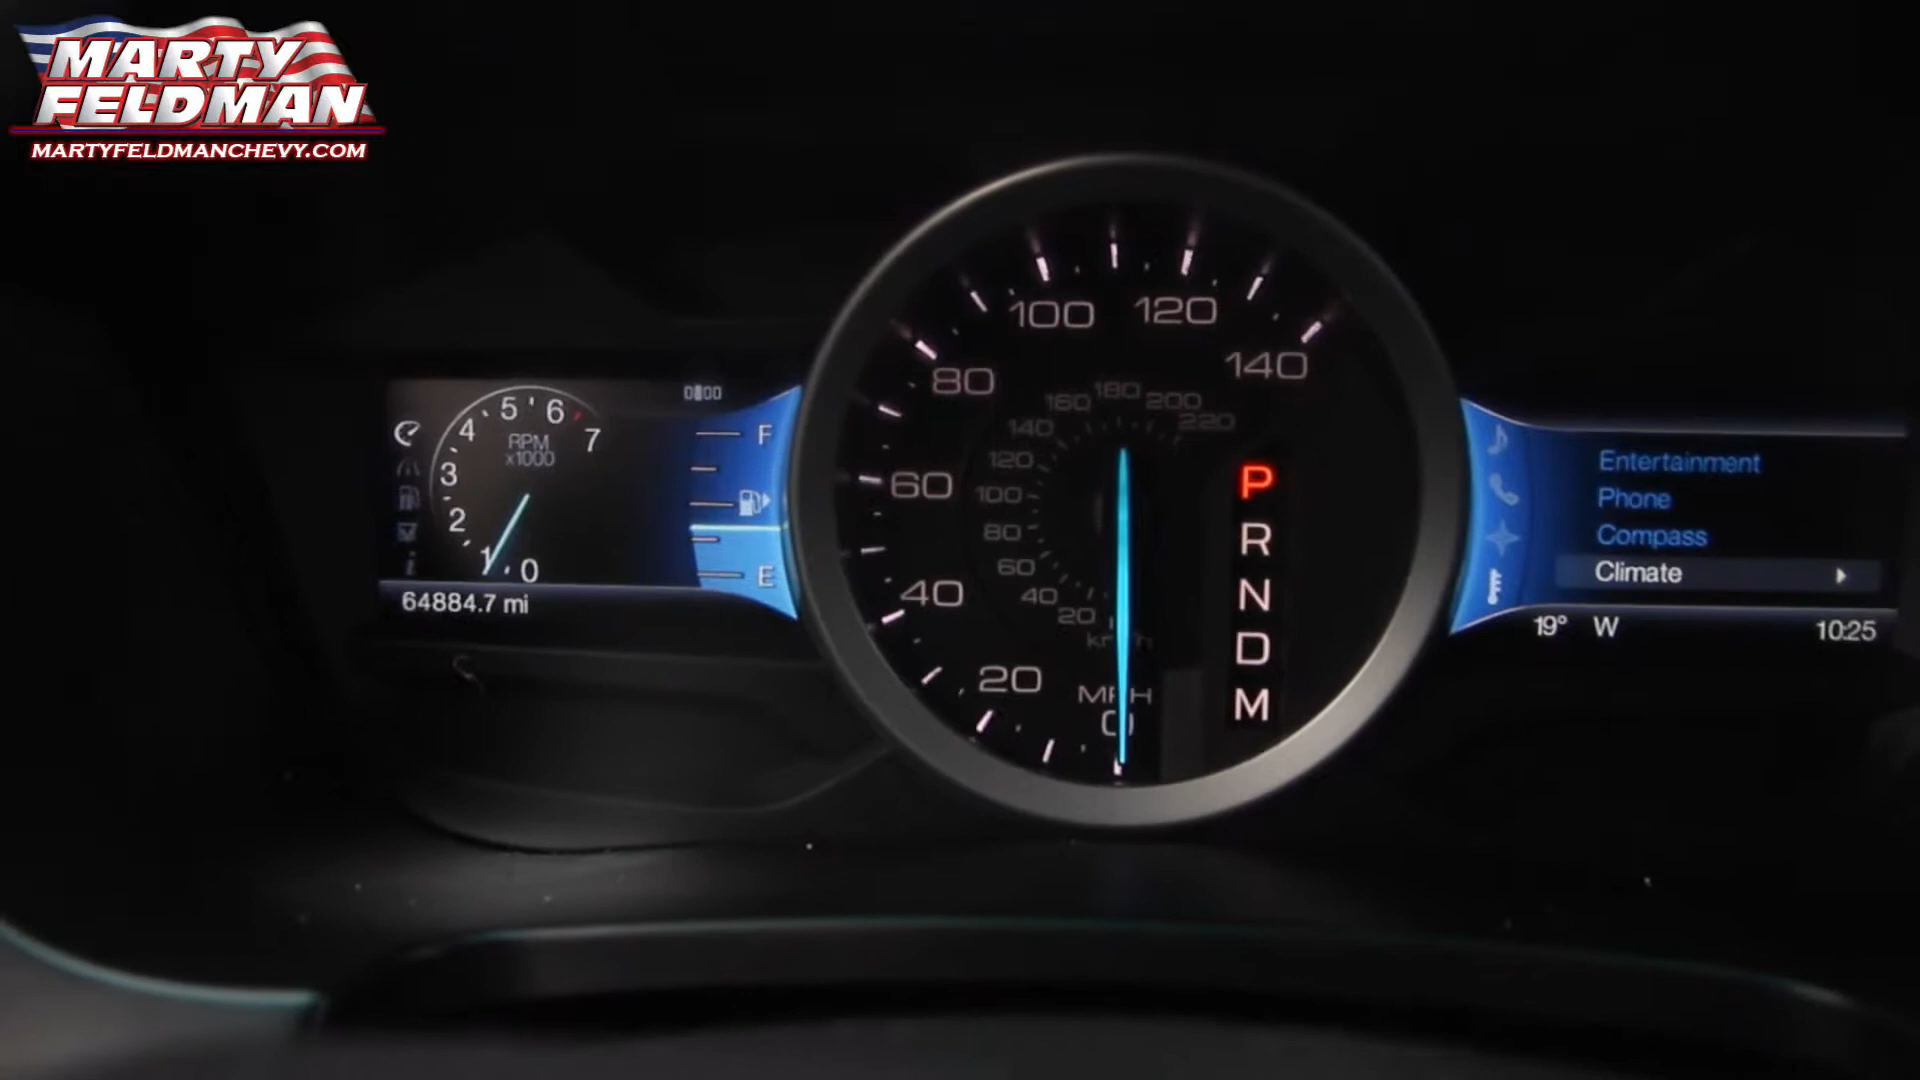 MARTY
FELDMAN
MARTYFELDMANCHEVY.COM
0 1 2 3 4 5 6 7
RPM
x1000
F
E
64884.7 mi
0 20 40 60 80 100 120 140
MPH
20 40 60 80 100 120 140 160 180 200 220
km/h
P
R
N
D
M
Entertainment
Phone
Compass
Climate
19° W 10:25